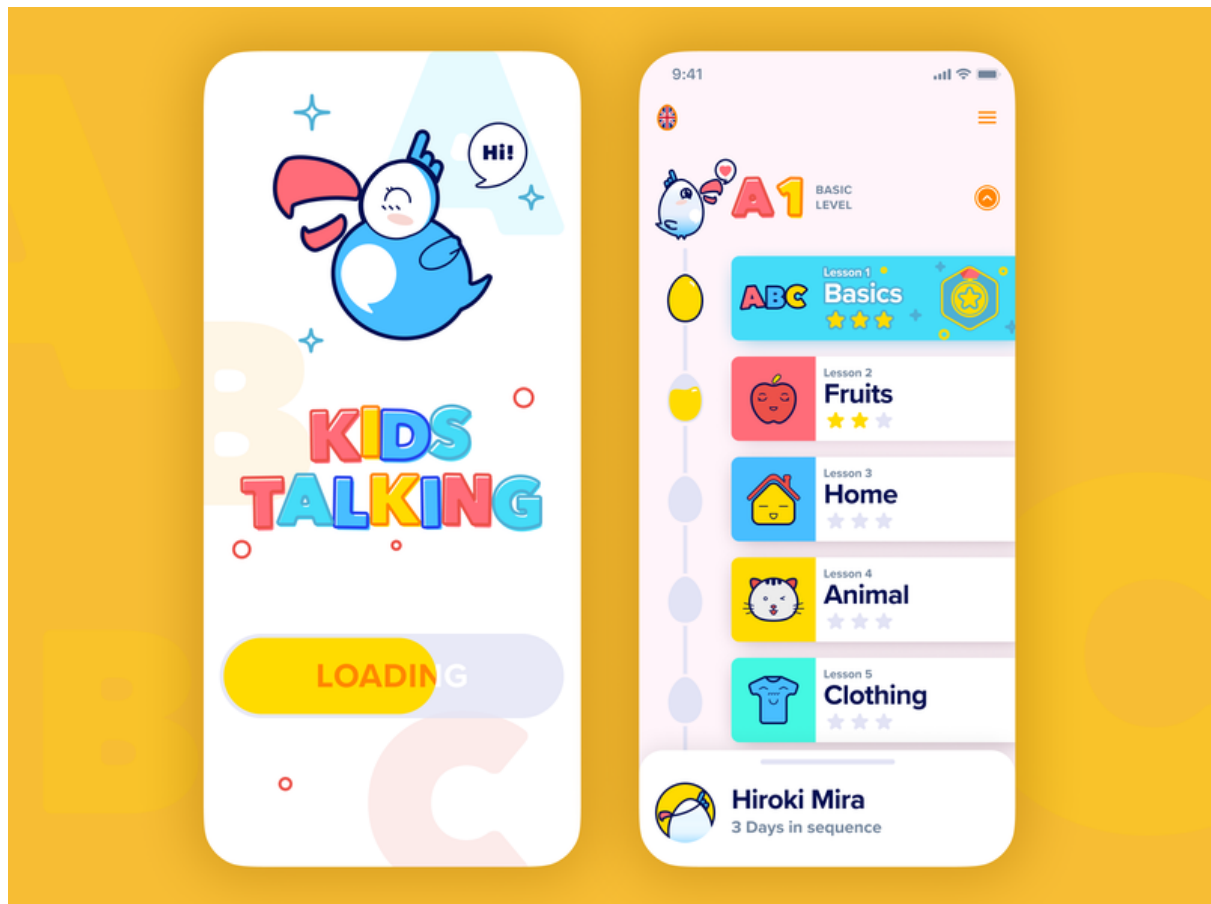 A
B
C
A
B
Hi!
KIDS
TALKING
LOADING
C
9:41
A1
BASIC
LEVEL
ABC
Lesson 1
Basics
Lesson 2
Fruits
Lesson 3
Home
Lesson 4
Animal
Lesson 5
Clothing
Hiroki Mira
3 Days in sequence